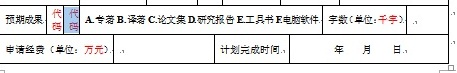 预期成果 代码 代码 A.专著 B.译著 C.论文集 D.研究报告 E.工具书 F.电脑软件 字数(单位：千字)
申请经费（单位：万元） 计划完成时间 年 月 日